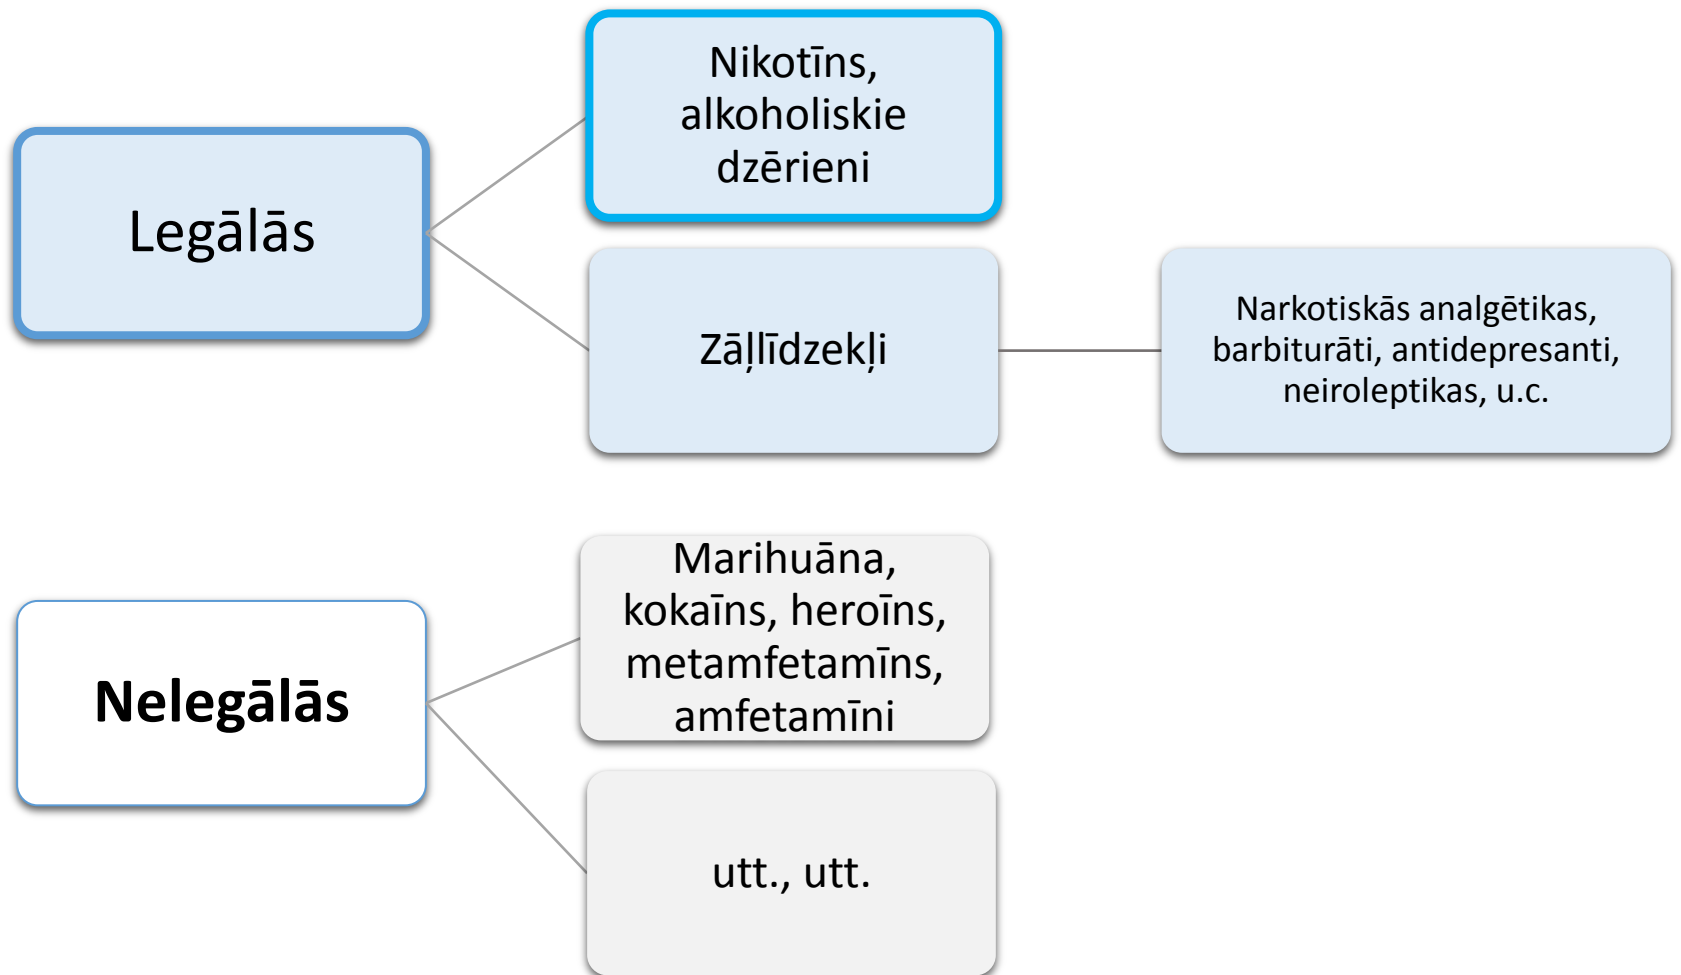 Legālās
Nikotīns,
alkoholiskie
dzērieni
Zāļlīdzekļi
Narkotiskās analgētikas,
barbiturāti, antidepresanti,
neiroleptikas, u.c.
Nelegālās
Marihuāna,
kokaīns, heroīns,
metamfetamīns,
amfetamīni
utt., utt.